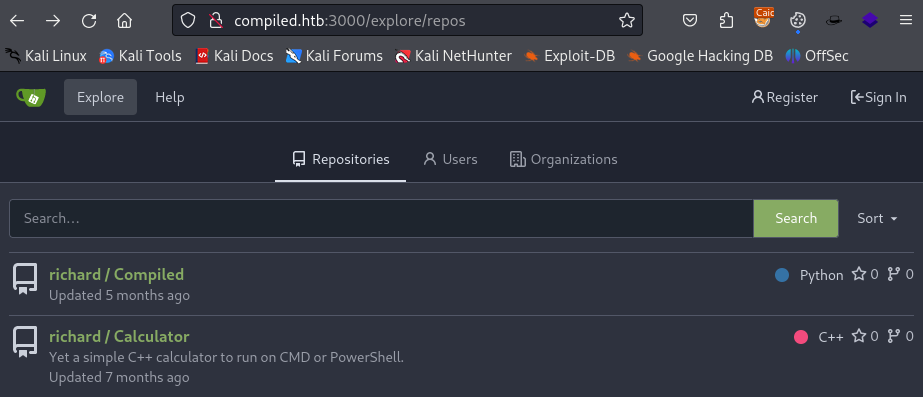 compiled.htb:3000/explore/repos
Kali Linux Kali Tools Kali Docs Kali Forums Kali NetHunter Exploit-DB Google Hacking DB OffSec
Explore Help Register Sign In
Repositories Users Organizations
Search... Search Sort
richard / Compiled Python 0 0
Updated 5 months ago
richard / Calculator C++ 0 0
Yet a simple C++ calculator to run on CMD or PowerShell.
Updated 7 months ago